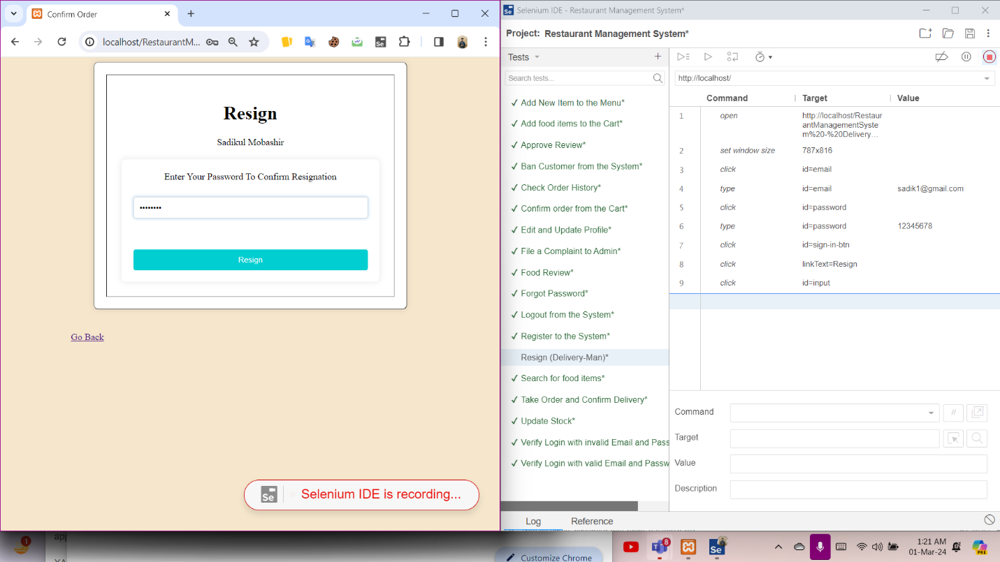 Confirm Order
localhost/RestaurantM...
Resign
Sadikul Mobashir
Enter Your Password To Confirm Resignation
••••••••
Resign
Go Back
Se
Selenium IDE is recording...
Se
Selenium IDE - Restaurant Management System*
Project: Restaurant Management System*
Tests
Search tests...
✓ Add New Item to the Menu*
✓ Add food items to the Cart*
✓ Approve Review*
✓ Ban Customer from the System*
✓ Check Order History*
✓ Confirm order from the Cart*
✓ Edit and Update Profile*
✓ File a Complaint to Admin*
✓ Food Review*
✓ Forgot Password*
✓ Logout from the System*
✓ Register to the System*
Resign (Delivery-Man)*
✓ Search for food items*
✓ Take Order and Confirm Delivery*
✓ Update Stock*
✓ Verify Login with invalid Email and Pass
✓ Verify Login with valid Email and Passw
http://localhost/
Command Target Value
1 open http://localhost/Restaur
antManagementSyste
m%20-%20Delivery...
2 set window size 787x816
3 click id=email
4 type id=email sadik1@gmail.com
5 click id=password
6 type id=password 12345678
7 click id=sign-in-btn
8 click linkText=Resign
9 click id=input
Command
//
Target
Value
Description
Log Reference
Customize Chrome
1
8
Se
1:21 AM
01-Mar-24
PRE